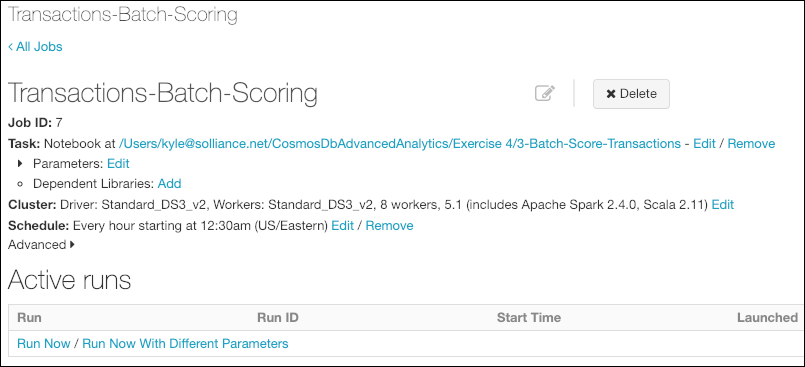 Transactions-Batch-Scoring
‹ All Jobs
Transactions-Batch-Scoring
✖ Delete
Job ID: 7
Task: Notebook at /Users/kyle@solliance.net/CosmosDbAdvancedAnalytics/Exercise 4/3-Batch-Score-Transactions - Edit / Remove
Parameters: Edit
Dependent Libraries: Add
Cluster: Driver: Standard_DS3_v2, Workers: Standard_DS3_v2, 8 workers, 5.1 (includes Apache Spark 2.4.0, Scala 2.11) Edit
Schedule: Every hour starting at 12:30am (US/Eastern) Edit / Remove
Advanced
Active runs
Run Run ID Start Time Launched
Run Now / Run Now With Different Parameters